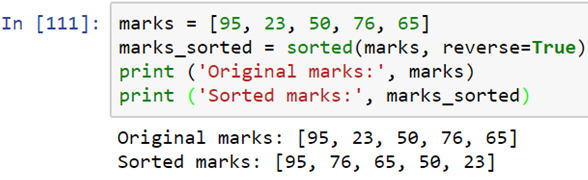 In [111]: marks = [95, 23, 50, 76, 65]
marks_sorted = sorted(marks, reverse=True)
print ('Original marks:', marks)
print ('Sorted marks:', marks_sorted)
Original marks: [95, 23, 50, 76, 65]
Sorted marks: [95, 76, 65, 50, 23]